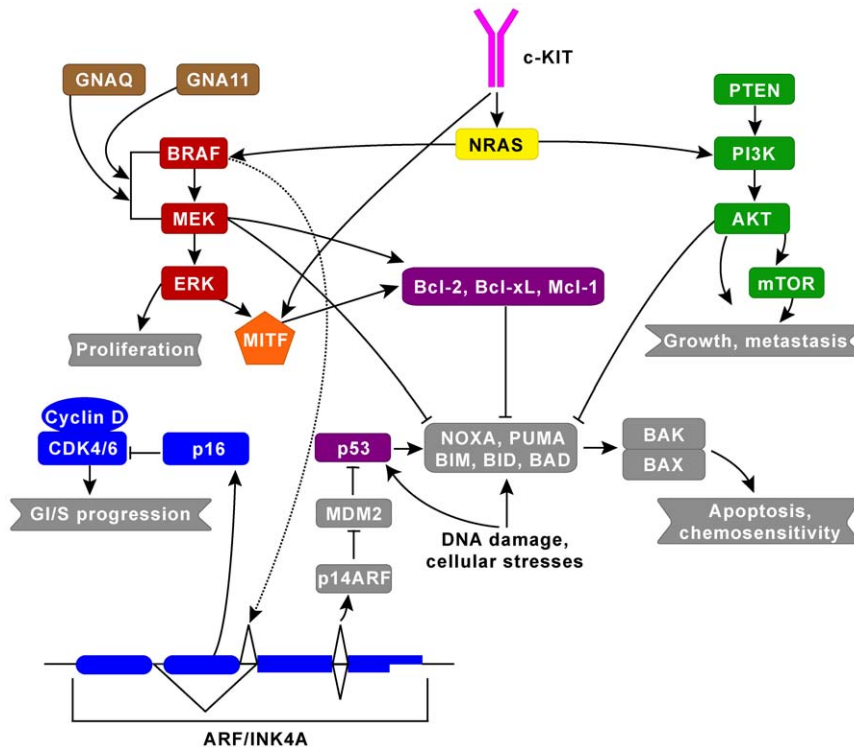 c-KIT
GNAQ
GNA11
PTEN
BRAF
NRAS
PI3K
MEK
AKT
ERK
Bcl-2, Bcl-xL, Mcl-1
mTOR
Proliferation
MITF
Growth, metastasis
Cyclin D
CDK4/6
p16
p53
NOXA, PUMA
BIM, BID, BAD
BAK
BAX
GI/S progression
MDM2
DNA damage,
cellular stresses
Apoptosis,
chemosensitivity
p14ARF
ARF/INK4A